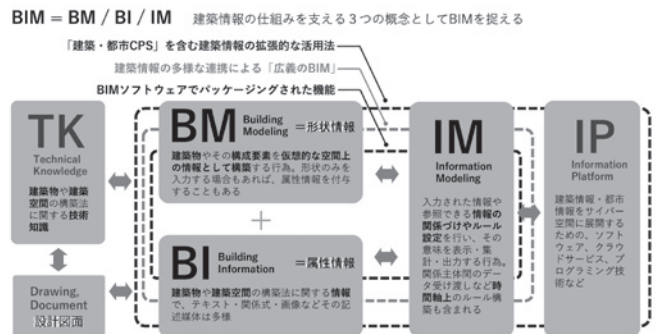 BIM = BM / BI / IM 建築情報の仕組みを支える3つの概念としてBIMを捉える
「建築・都市CPS」を含む建築情報の拡張的な活用法
建築情報の多様な連携による「広義のBIM」
BIMソフトウェアでパッケージングされた機能
TK
Technical
Knowledge
建築物や建築
空間の構築法
に関する技術
知識
Drawing,
Document
設計図面
BM Building
Modeling =形状情報
建築物やその構成要素を仮想的な空間上
の情報として構築する行為。形状のみを
入力する場合もあれば、属性情報を付与
することもある
+
BI Building
Information =属性情報
建築物や建築空間の構築法に関する情報
で、テキスト・関係式・画像などその記
述媒体は多様
IM
Information
Modeling
入力された情報や
参照できる情報の
関係づけやルール
設定を行い、その
意味を表示・集
計・出力する行為。
関係主体間のデー
タ受け渡しなど時
間軸上のルール構
築も含まれる
IP
Information
Platform
建築情報・都市
情報をサイバー
空間に展開する
ための、ソフト
ウェア、クラウ
ドサービス、プ
ログラミング技
術など